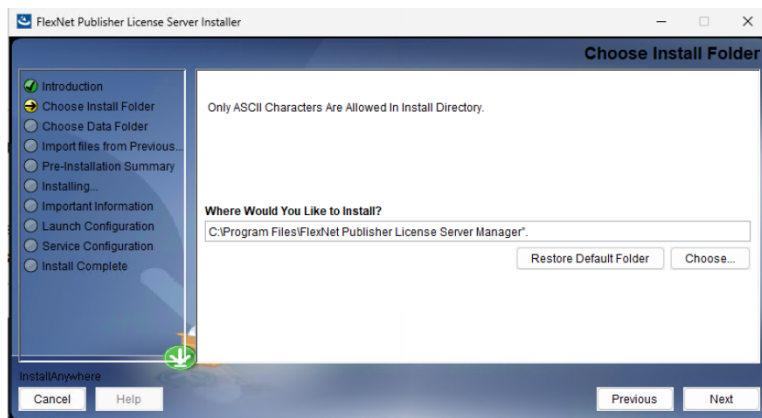 FlexNet Publisher License Server Installer
Choose Install Folder
Introduction
Choose Install Folder
Choose Data Folder
Import files from Previous...
Pre-Installation Summary
Installing...
Important Information
Launch Configuration
Service Configuration
Install Complete
Only ASCII Characters Are Allowed In Install Directory.
Where Would You Like to Install?
C:\Program Files\FlexNet Publisher License Server Manager".
Restore Default Folder Choose...
InstallAnywhere
Cancel Help Previous Next